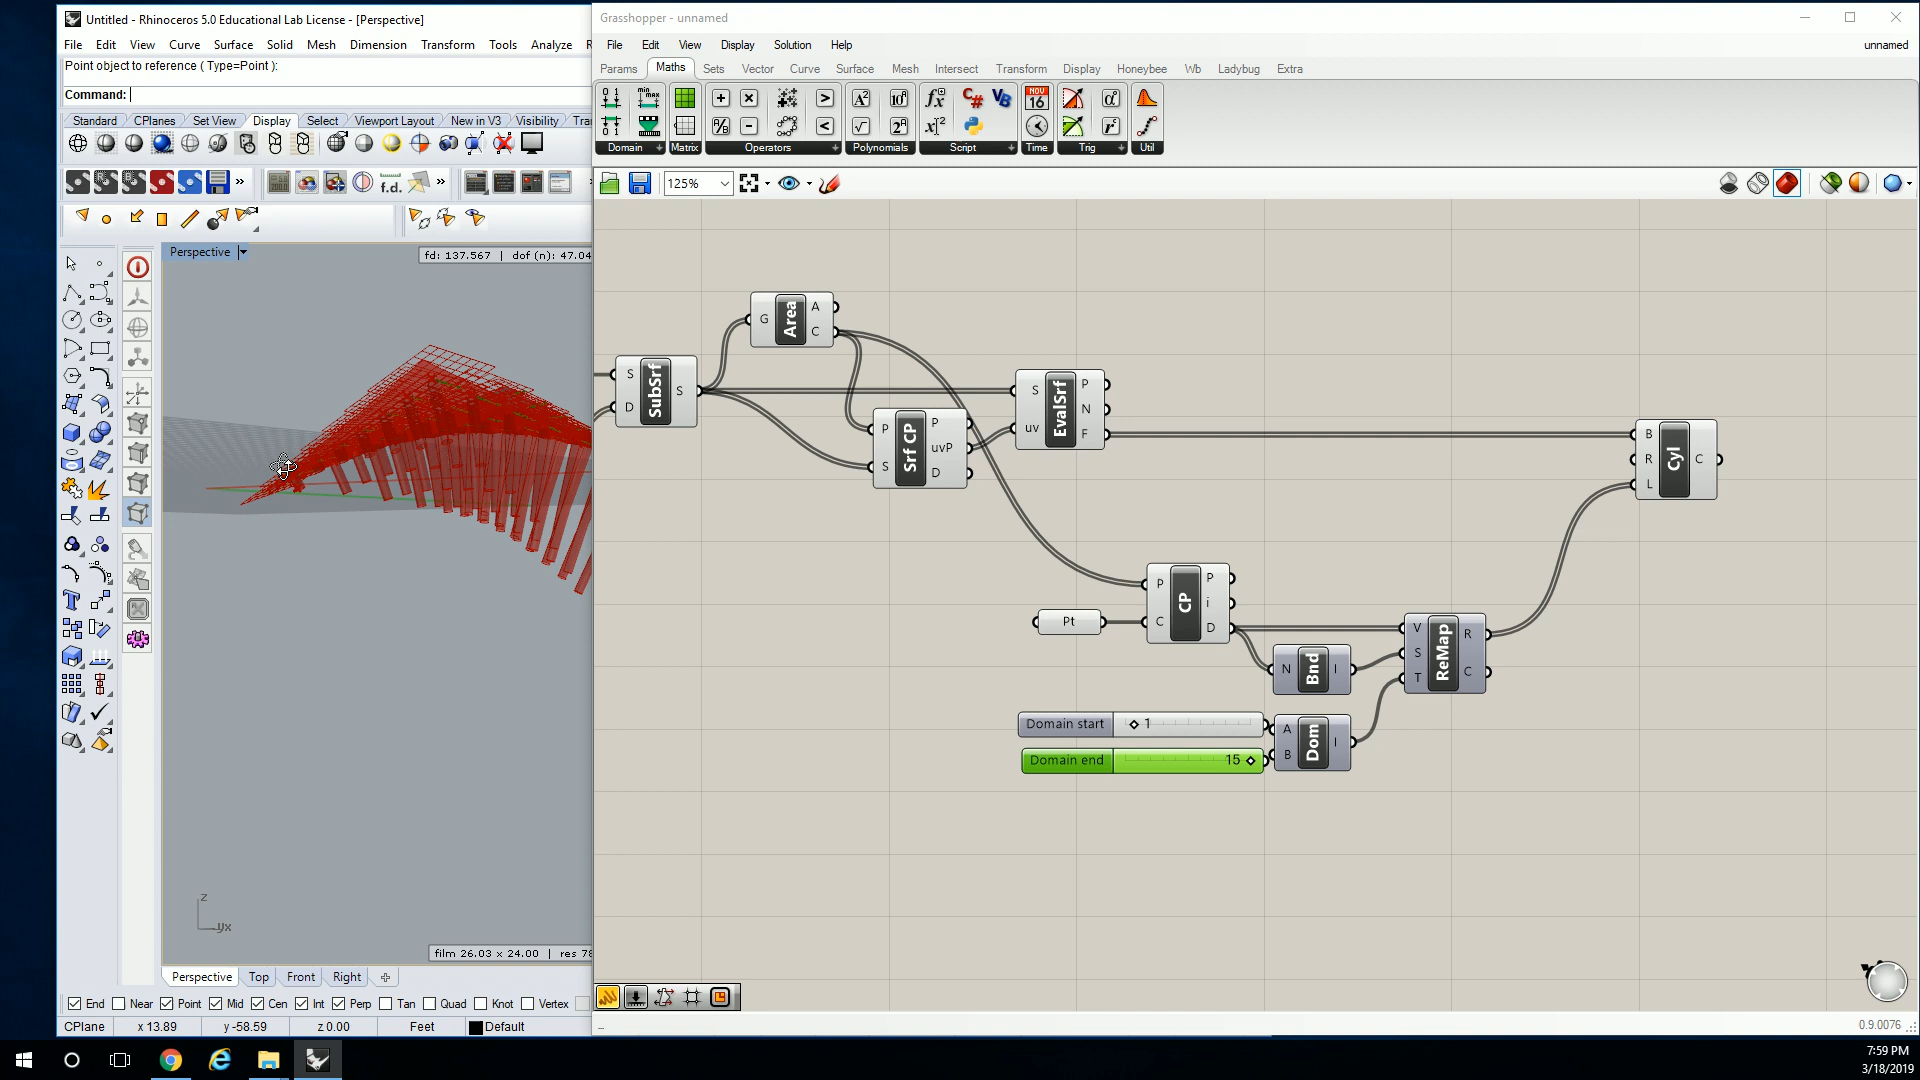 Untitled - Rhinoceros 5.0 Educational Lab License - [Perspective]
File Edit View Curve Surface Solid Mesh Dimension Transform Tools Analyze
Point object to reference ( Type=Point ):
Command:
Standard CPlanes Set View Display Select Viewport Layout New in V3 Visibility Tra
f.d.
Perspective
fd: 137.567 | dof (n): 47.04
z
yx
film 26.03 x 24.00 | res 78
Perspective Top Front Right
End Near Point Mid Cen Int Perp Tan Quad Knot Vertex
CPlane x 13.89 y -58.59 z 0.00 Feet Default
Grasshopper - unnamed
File Edit View Display Solution Help
unnamed
Params Maths Sets Vector Curve Surface Mesh Intersect Transform Display Honeybee Wb Ladybug Extra
Domain Matrix Operators Polynomials Script Time Trig Util
125%
SubSrf S D S
Area G A C
Srf CP P S P uvP D
EvalSrf S uv P N F
Cyl B R L C
Pt
CP P C P i D
Bnd N I
ReMap V S T R C
Domain start 1
Domain end 15
Dom A B I
0.9.0076
7:59 PM
3/18/2019